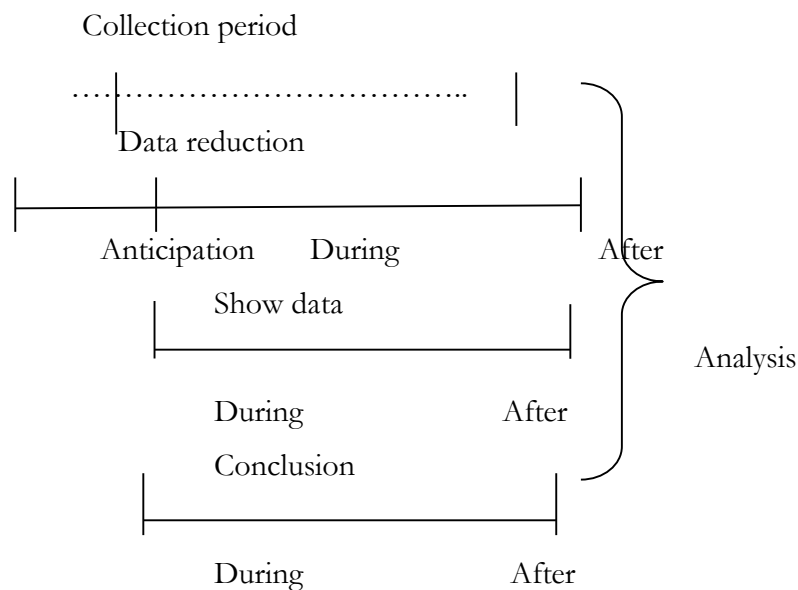 Collection period
…………………………………..
Data reduction
Anticipation During After
Show data
Analysis
During After
Conclusion
During After